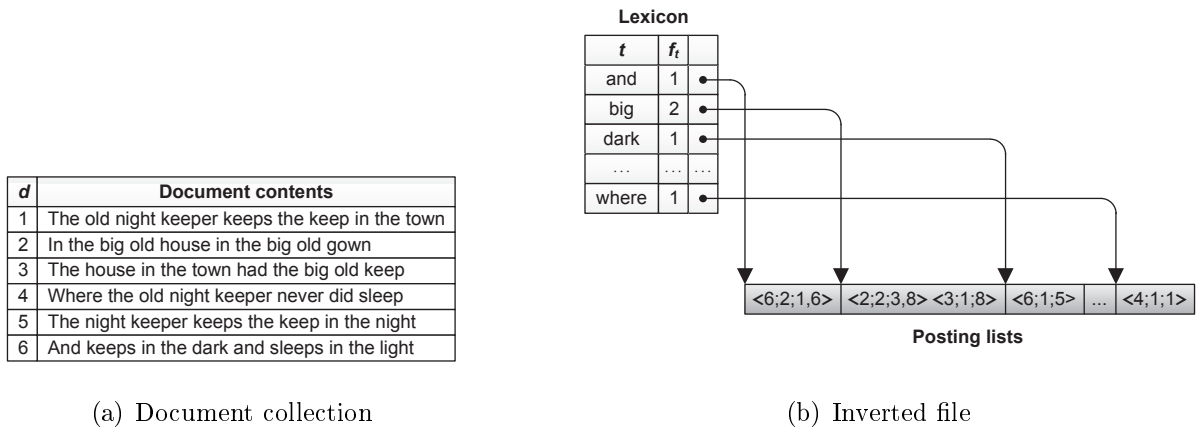 Lexicon
t ft
and 1
big 2
dark 1
... ... ...
where 1
d Document contents
1 The old night keeper keeps the keep in the town
2 In the big old house in the big old gown
3 The house in the town had the big old keep
4 Where the old night keeper never did sleep
5 The night keeper keeps the keep in the night
6 And keeps in the dark and sleeps in the light
<6;2;1,6> <2;2;3,8> <3;1;8> <6;1;5> ... <4;1;1>
Posting lists
(a) Document collection
(b) Inverted file